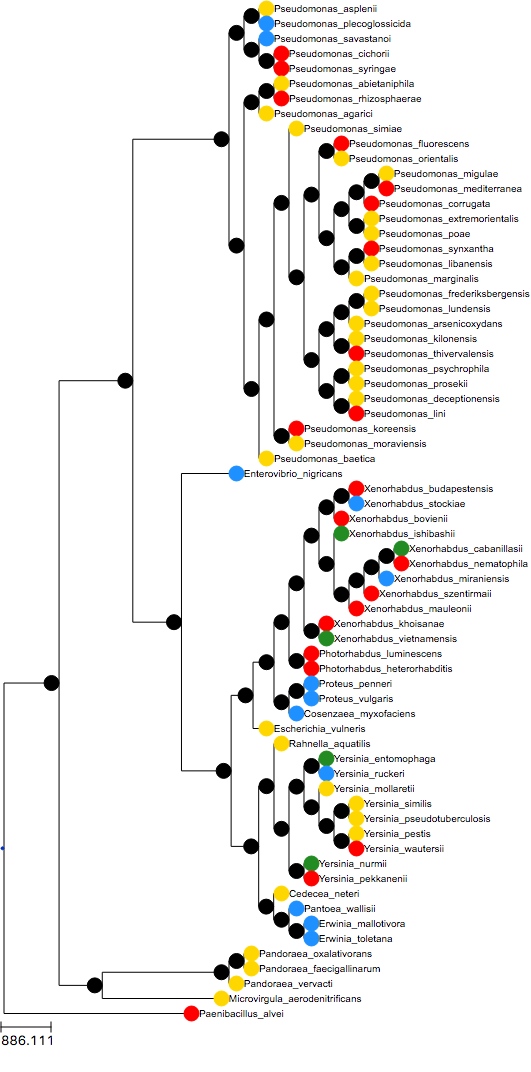 Pseudomonas_asplenii
Pseudomonas_plecoglossicida
Pseudomonas_savastanoi
Pseudomonas_cichorii
Pseudomonas_syringae
Pseudomonas_abietaniphila
Pseudomonas_rhizosphaerae
Pseudomonas_agarici
Pseudomonas_simiae
Pseudomonas_fluorescens
Pseudomonas_orientalis
Pseudomonas_migulae
Pseudomonas_mediterranea
Pseudomonas_corrugata
Pseudomonas_extremorientalis
Pseudomonas_poae
Pseudomonas_synxantha
Pseudomonas_libanensis
Pseudomonas_marginalis
Pseudomonas_frederiksbergensis
Pseudomonas_lundensis
Pseudomonas_arsenicoxydans
Pseudomonas_kilonensis
Pseudomonas_thivervalensis
Pseudomonas_psychrophila
Pseudomonas_prosekii
Pseudomonas_deceptionensis
Pseudomonas_lini
Pseudomonas_koreensis
Pseudomonas_moraviensis
Pseudomonas_baetica
Enterovibrio_nigricans
Xenorhabdus_budapestensis
Xenorhabdus_stockiae
Xenorhabdus_bovienii
Xenorhabdus_ishibashii
Xenorhabdus_cabanillasii
Xenorhabdus_nematophila
Xenorhabdus_miraniensis
Xenorhabdus_szentirmaii
Xenorhabdus_mauleonii
Xenorhabdus_khoisanae
Xenorhabdus_vietnamensis
Photorhabdus_luminescens
Photorhabdus_heterorhabditis
Proteus_penneri
Proteus_vulgaris
Cosenzaea_myxofaciens
Escherichia_vulneris
Rahnella_aquatilis
Yersinia_entomophaga
Yersinia_ruckeri
Yersinia_mollaretii
Yersinia_similis
Yersinia_pseudotuberculosis
Yersinia_pestis
Yersinia_wautersii
Yersinia_nurmii
Yersinia_pekkanenii
Cedecea_neteri
Pantoea_wallisii
Erwinia_mallotivora
Erwinia_toletana
Pandoraea_oxalativorans
Pandoraea_faecigallinarum
Pandoraea_vervacti
Microvirgula_aerodenitrificans
Paenibacillus_alvei
886.111